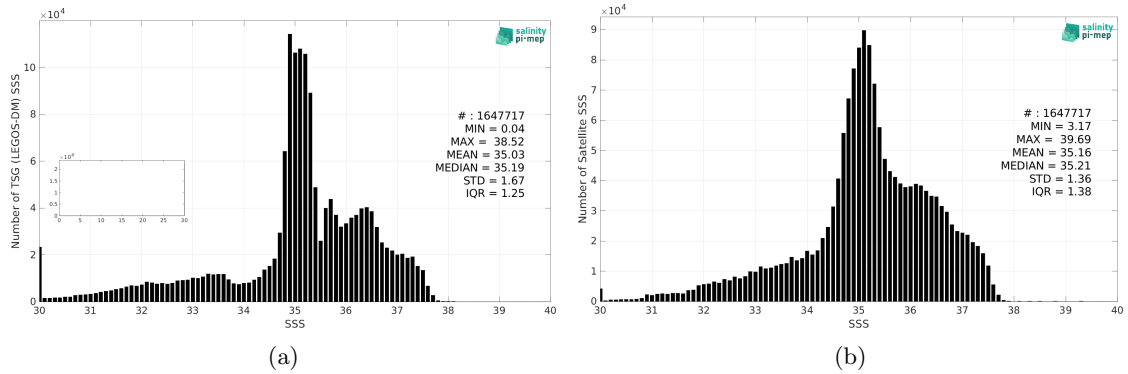 ×10⁴
10
8
6
4
2
0
Number of TSG (LEGOS-DM) SSS
salinity
pi-mep
# : 1647717
MIN = 0.04
MAX = 38.52
MEAN = 35.03
MEDIAN = 35.19
STD = 1.67
IQR = 1.25
×10⁴
2
1.5
1
0.5
0
0 5 10 15 20 25 30
30 31 32 33 34 35 36 37 38 39 40
SSS
(a)
×10⁴
9
8
7
6
5
4
3
2
1
0
Number of Satellite SSS
salinity
pi-mep
# : 1647717
MIN = 3.17
MAX = 39.69
MEAN = 35.16
MEDIAN = 35.21
STD = 1.36
IQR = 1.38
30 31 32 33 34 35 36 37 38 39 40
SSS
(b)